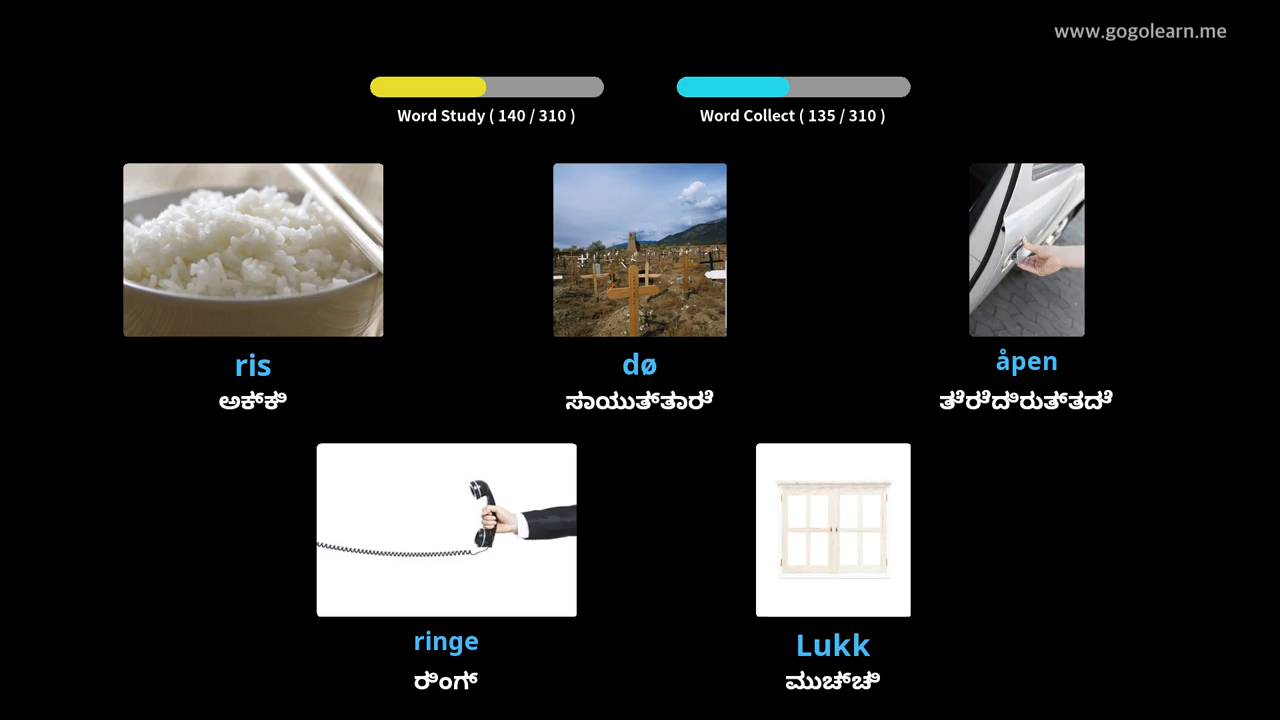 www.gogolearn.me
Word Study ( 140 / 310 )
Word Collect ( 135 / 310 )
ris
ಅಕ್ಕಿ
dø
ಸಾಯುತ್ತಾರೆ
åpen
ತೆರೆದಿರುತ್ತದೆ
ringe
ರಿಂಗ್
Lukk
ಮುಚ್ಚಿ